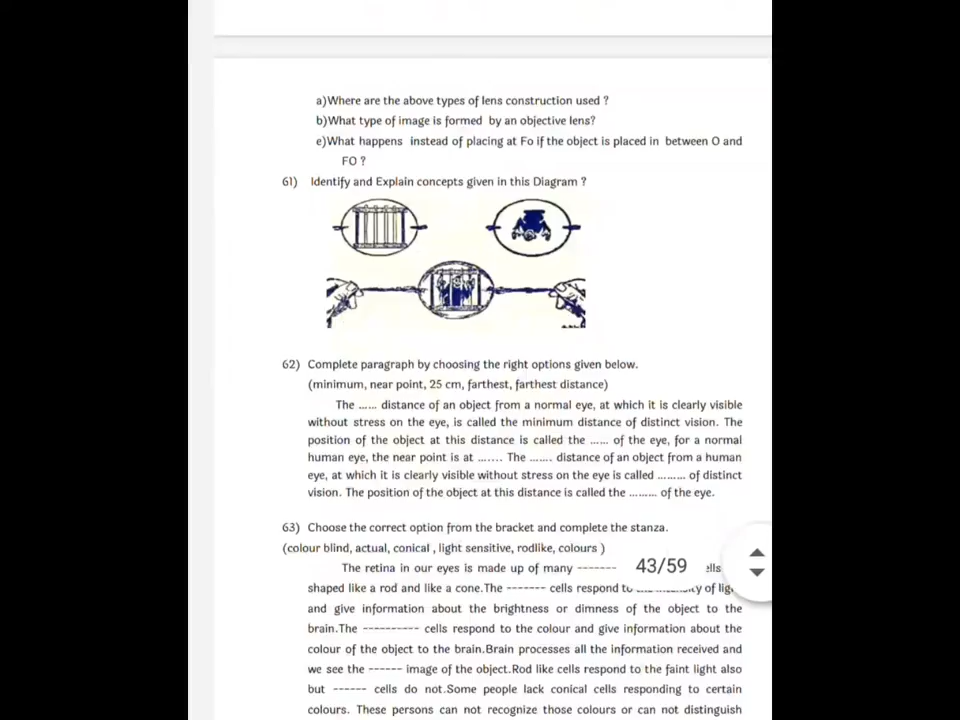 a)Where are the above types of lens construction used ?
b)What type of image is formed by an objective lens?
e)What happens instead of placing at Fo if the object is placed in between O and
FO ?
61) Identify and Explain concepts given in this Diagram ?
62) Complete paragraph by choosing the right options given below.
(minimum, near point, 25 cm, farthest, farthest distance)
The ...... distance of an object from a normal eye, at which it is clearly visible
without stress on the eye, is called the minimum distance of distinct vision. The
position of the object at this distance is called the ...... of the eye, for a normal
human eye, the near point is at ....... The ....... distance of an object from a human
eye, at which it is clearly visible without stress on the eye is called ......... of distinct
vision. The position of the object at this distance is called the ......... of the eye.
63) Choose the correct option from the bracket and complete the stanza.
(colour blind, actual, conical , light sensitive, rodlike, colours )
The retina in our eyes is made up of many -------
43/59
shaped like a rod and like a cone.The ------- cells respond to of
and give information about the brightness or dimness of the object to the
brain.The ---------- cells respond to the colour and give information about the
colour of the object to the brain.Brain processes all the information received and
we see the ------ image of the object.Rod like cells respond to the faint light also
but ------ cells do not.Some people lack conical cells responding to certain
colours. These persons can not recognize those colours or can not distinguish